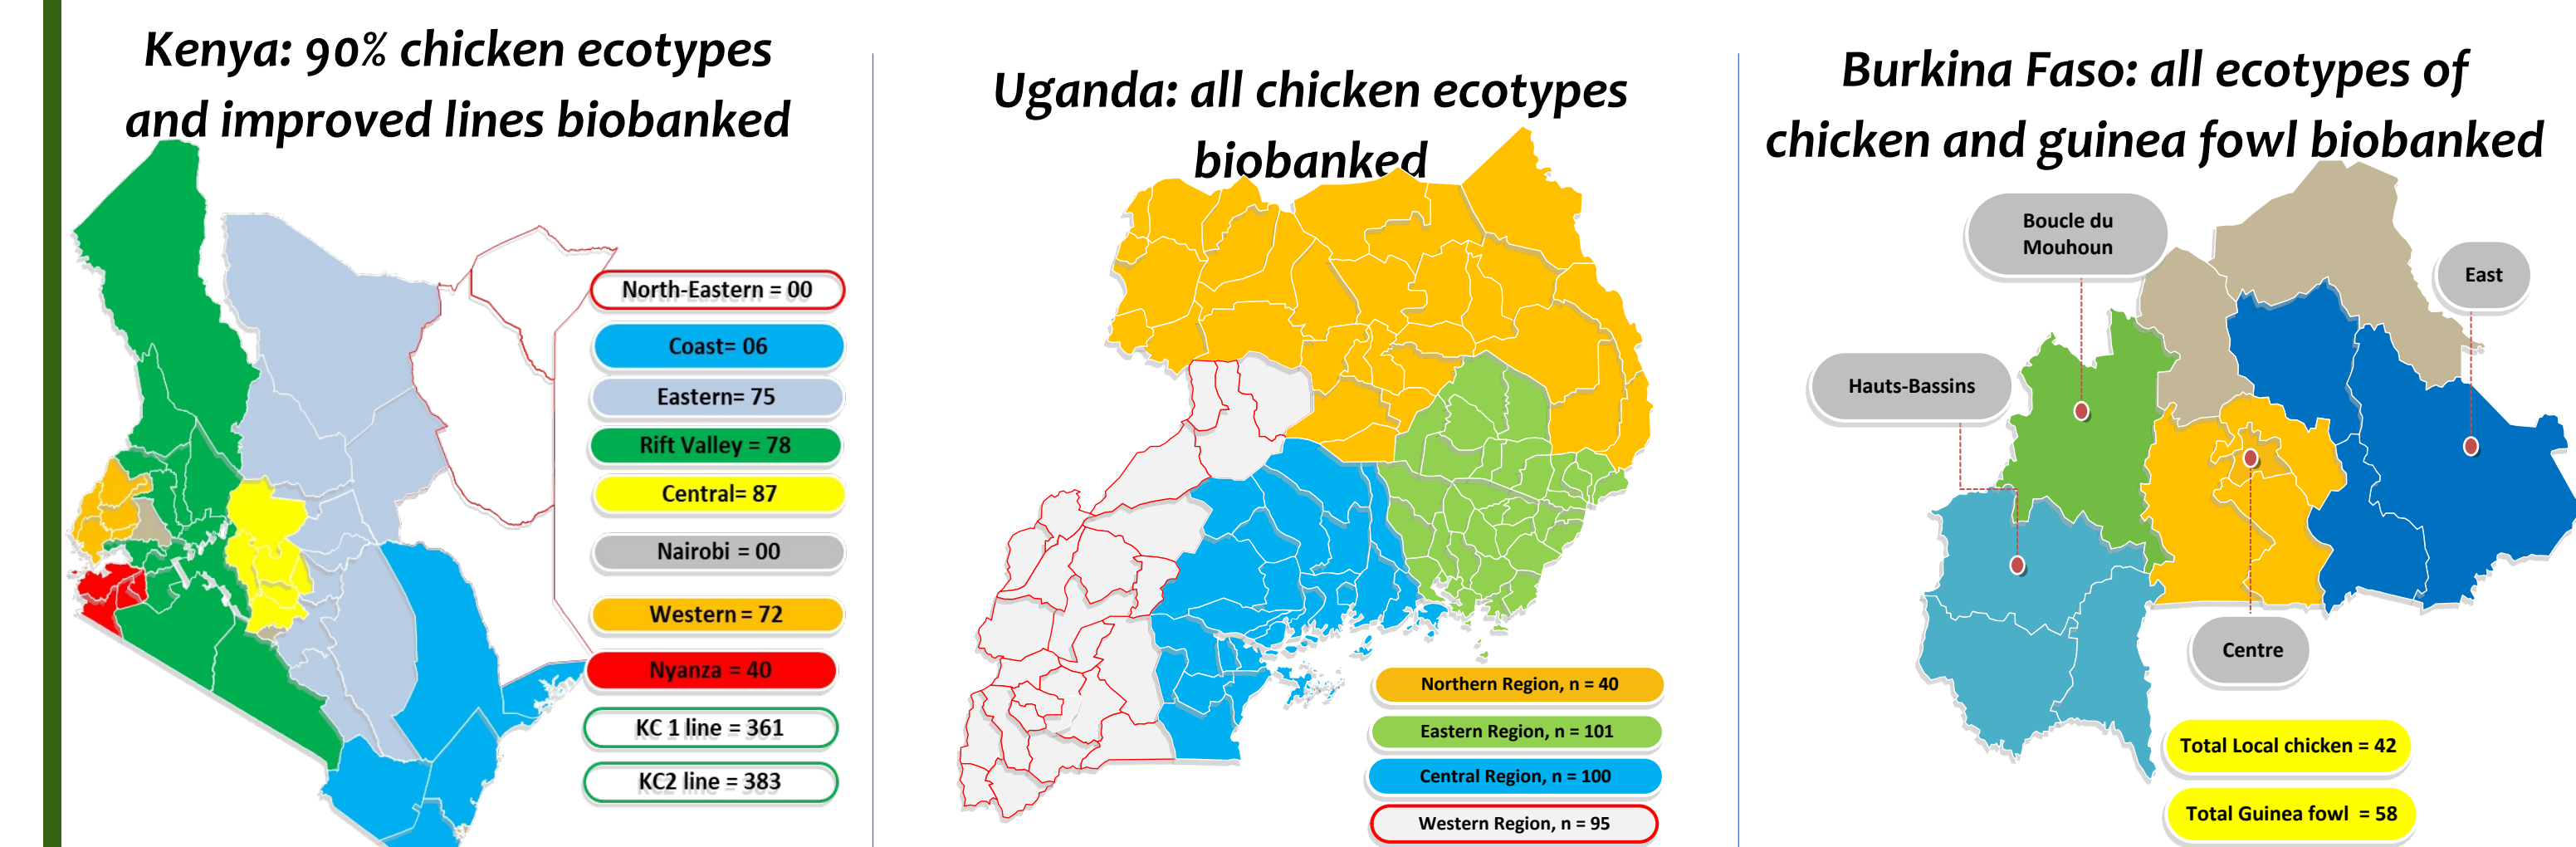 Kenya: 90% chicken ecotypes
and improved lines biobanked
North-Eastern = 00
Coast= 06
Eastern= 75
Rift Valley = 78
Central= 87
Nairobi = 00
Western = 72
Nyanza = 40
KC 1 line = 361
KC2 line = 383
Uganda: all chicken ecotypes
biobanked
Northern Region, n = 40
Eastern Region, n = 101
Central Region, n = 100
Western Region, n = 95
Burkina Faso: all ecotypes of
chicken and guinea fowl biobanked
Boucle du
Mouhoun
East
Hauts-Bassins
Centre
Total Local chicken = 42
Total Guinea fowl = 58